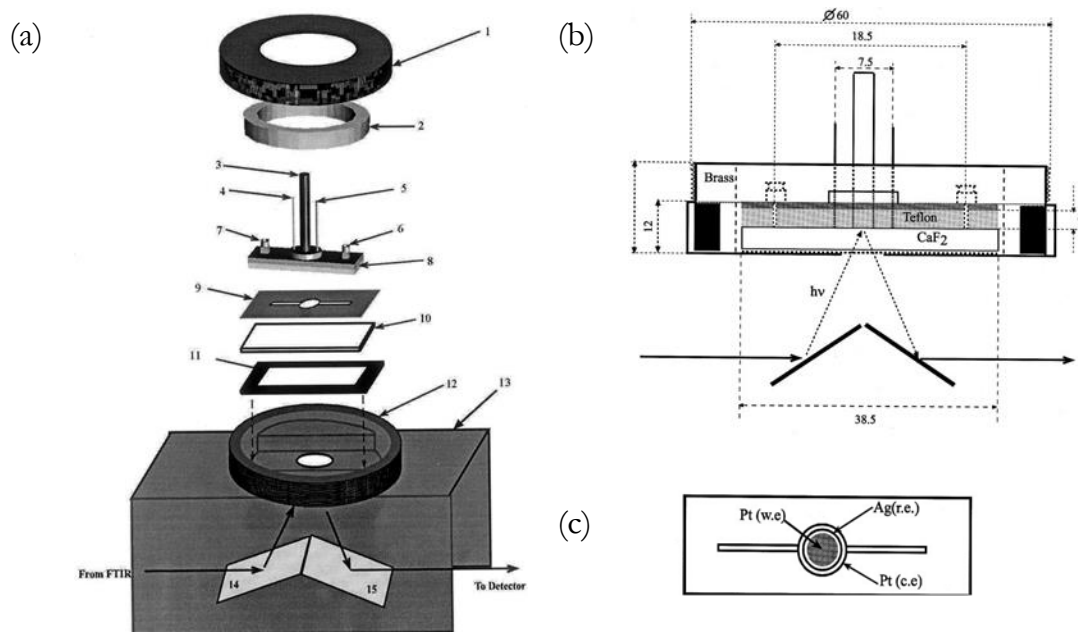 (a)
1
2
3
4
5
7
6
8
9
10
11
12
13
From FTIR
14
15
To Detector
(b)
Ø60
18.5
7.5
Brass
12
Teflon
CaF2
hν
38.5
(c)
Pt (w.e)
Ag(r.e.)
Pt (c.e)